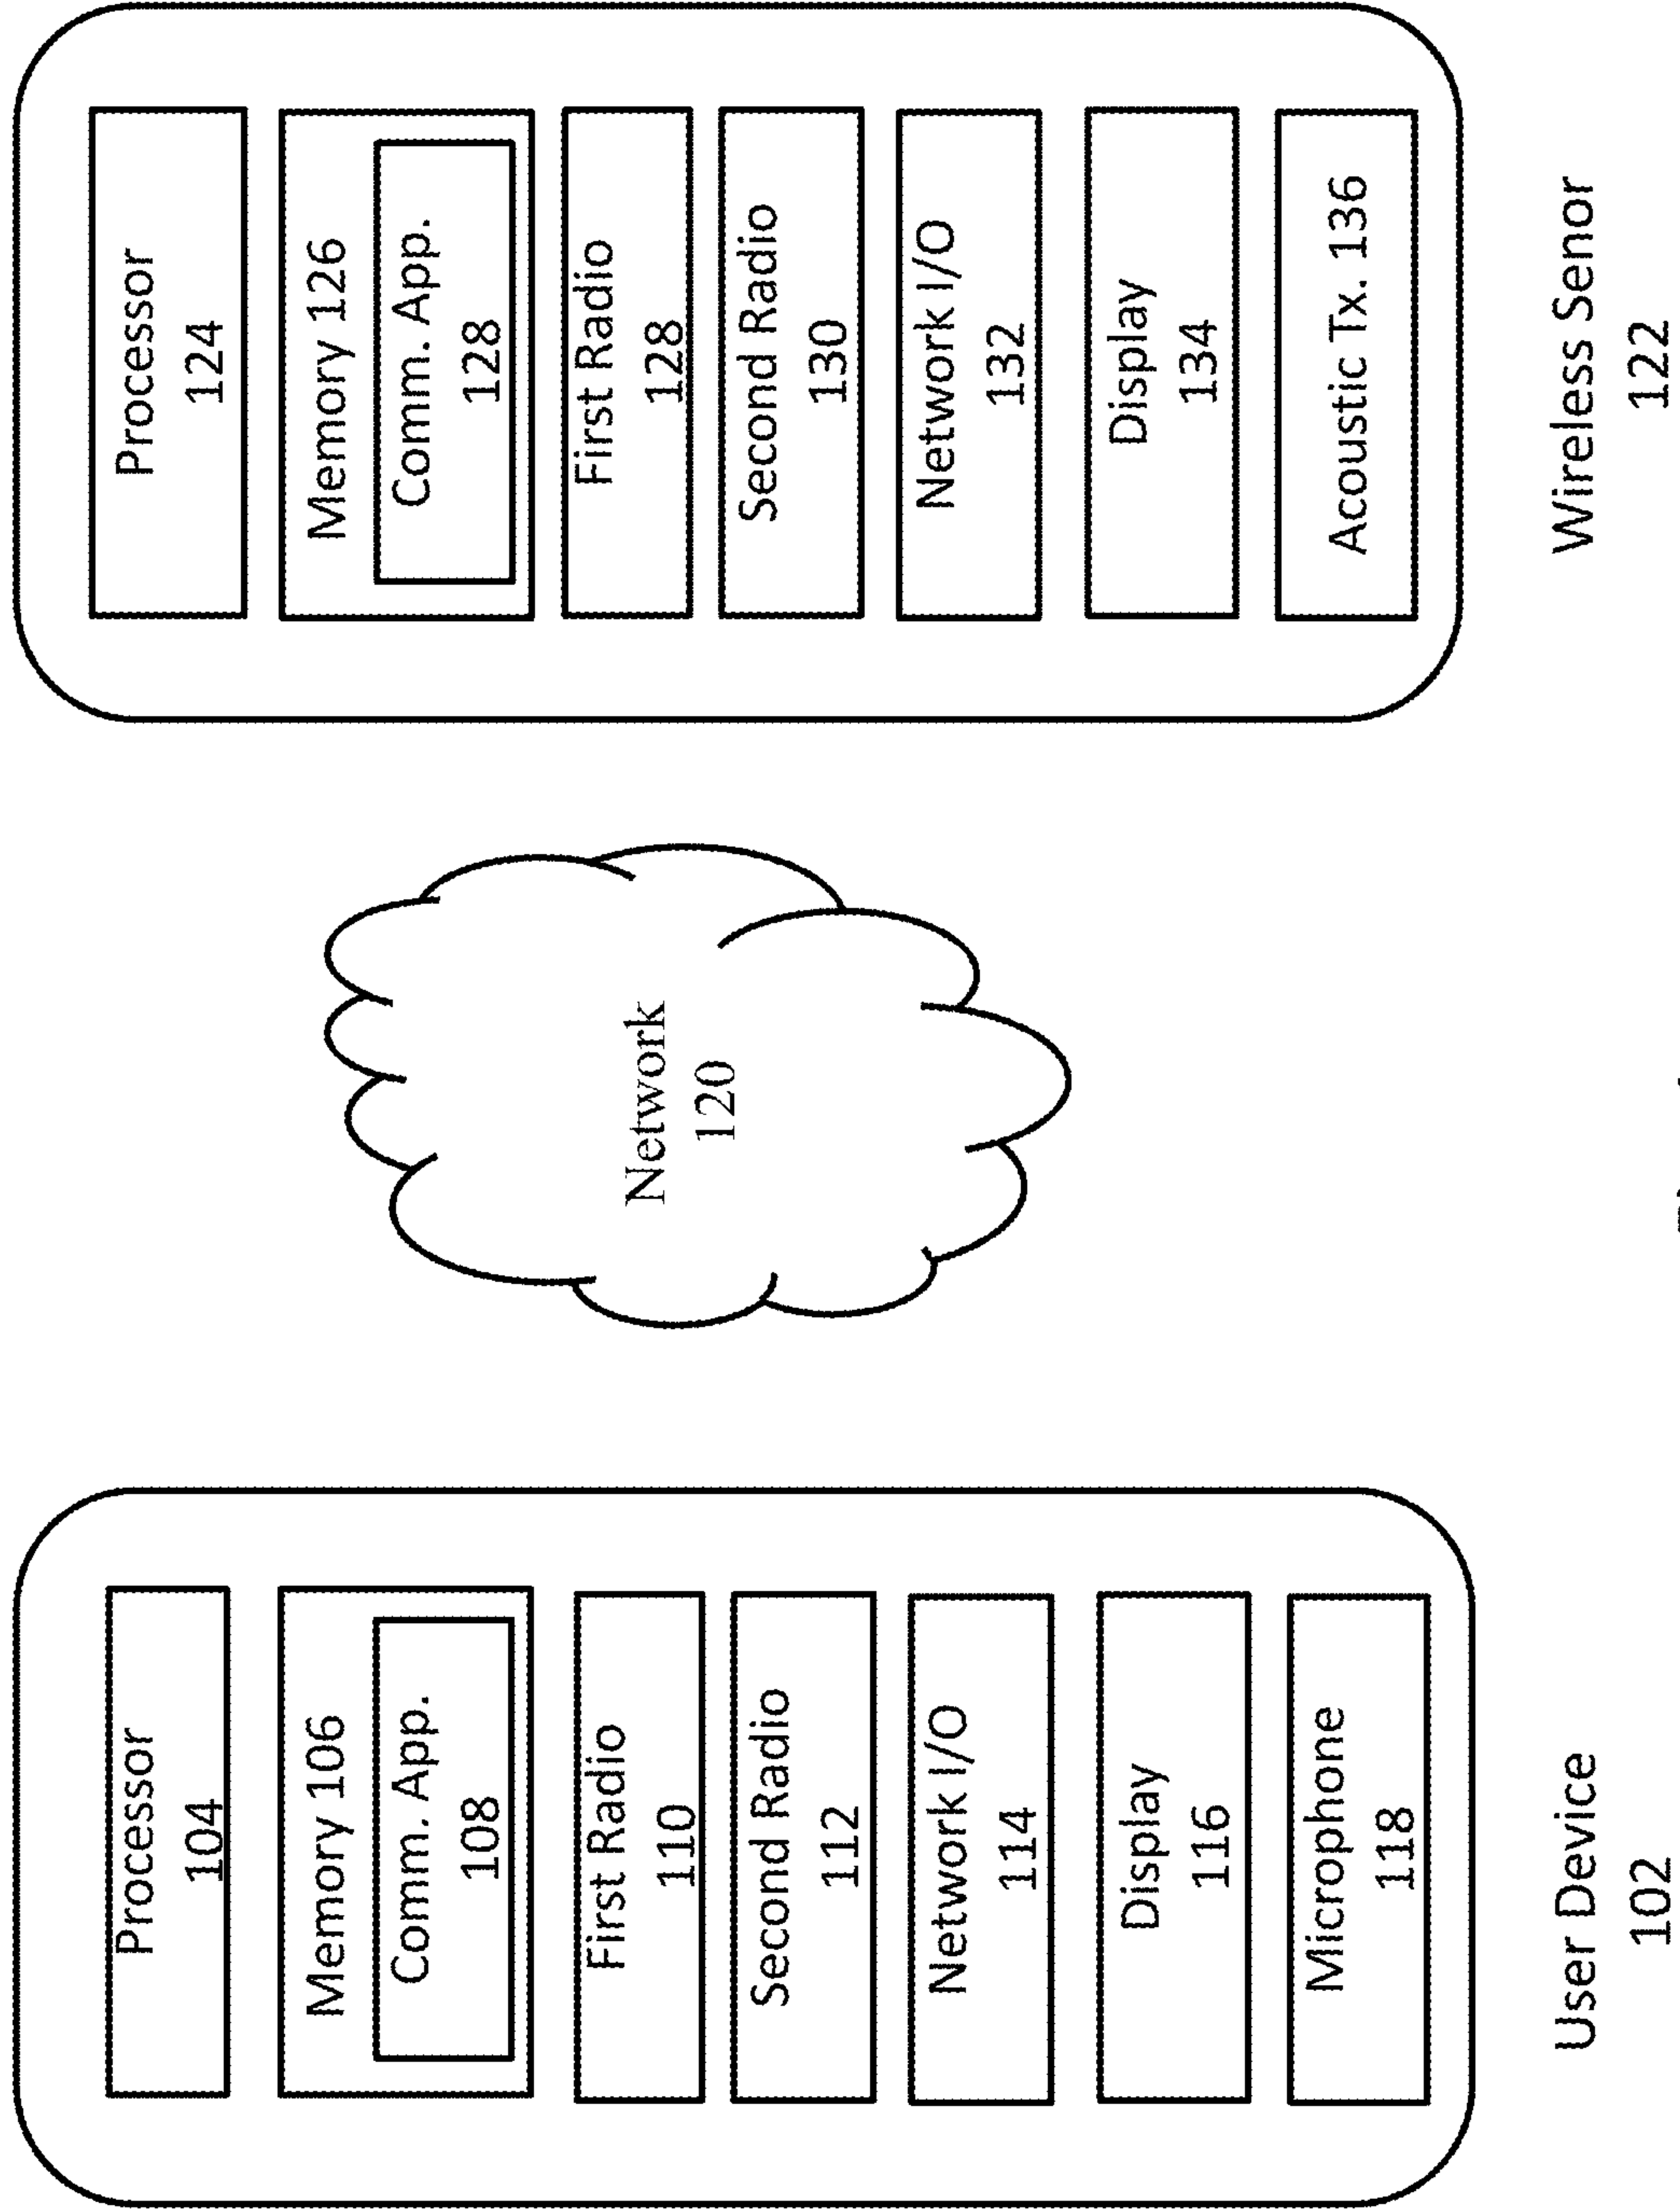 Processor
104
Memory 106
Comm. App.
108
First Radio
110
Second Radio
112
Network I/O
114
Display
116
Microphone
118
User Device
102
Network
120
Processor
124
Memory 126
Comm. App.
128
First Radio
128
Second Radio
130
Network I/O
132
Display
134
Acoustic Tx. 136
Wireless Senor
122